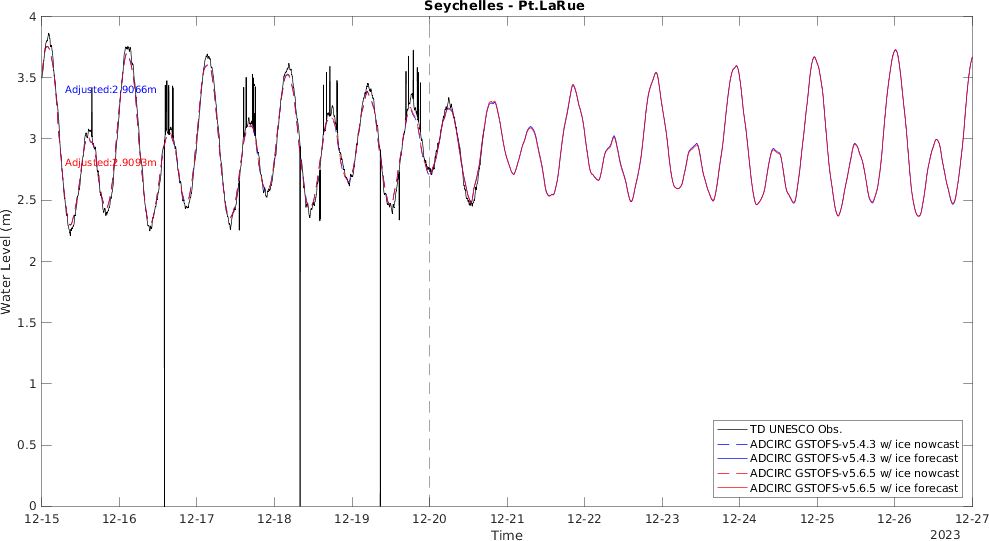 Seychelles - Pt.LaRue
4
3.5
3
2.5
2
1.5
1
0.5
0
Water Level (m)
Adjusted:2.9066m
Adjusted:2.9093m
TD UNESCO Obs.
ADCIRC GSTOFS-v5.4.3 w/ ice nowcast
ADCIRC GSTOFS-v5.4.3 w/ ice forecast
ADCIRC GSTOFS-v5.6.5 w/ ice nowcast
ADCIRC GSTOFS-v5.6.5 w/ ice forecast
12-15 12-16 12-17 12-18 12-19 12-20 12-21 12-22 12-23 12-24 12-25 12-26 12-27
Time
2023